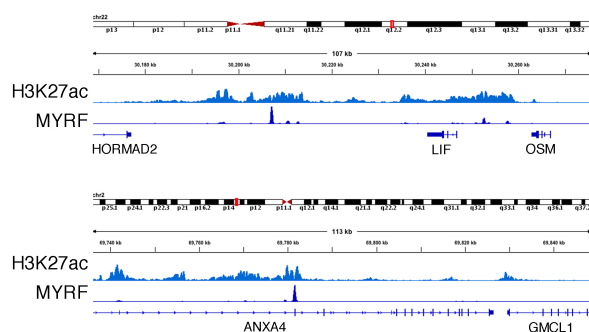 chr22
p13 p12 p11.2 p11.1 q11.21 q11.22 q12.1 q12.2 q12.3 q13.1 q13.2 q13.31 q13.32
107 kb
30,180 kb 30,200 kb 30,220 kb 30,240 kb 30,260 kb
H3K27ac
MYRF
HORMAD2 LIF OSM
chr2
p25.1 p24.1 p22.3 p21 p16.2 p14 p12 p11.1 q12.1 q14.1 q21.1 q22.2 q24.1 q31.1 q32.1 q33.1 q34 q36.1 q37.2
113 kb
69,740 kb 69,760 kb 69,780 kb 69,800 kb 69,820 kb 69,840 kb
H3K27ac
MYRF
ANXA4 GMCL1